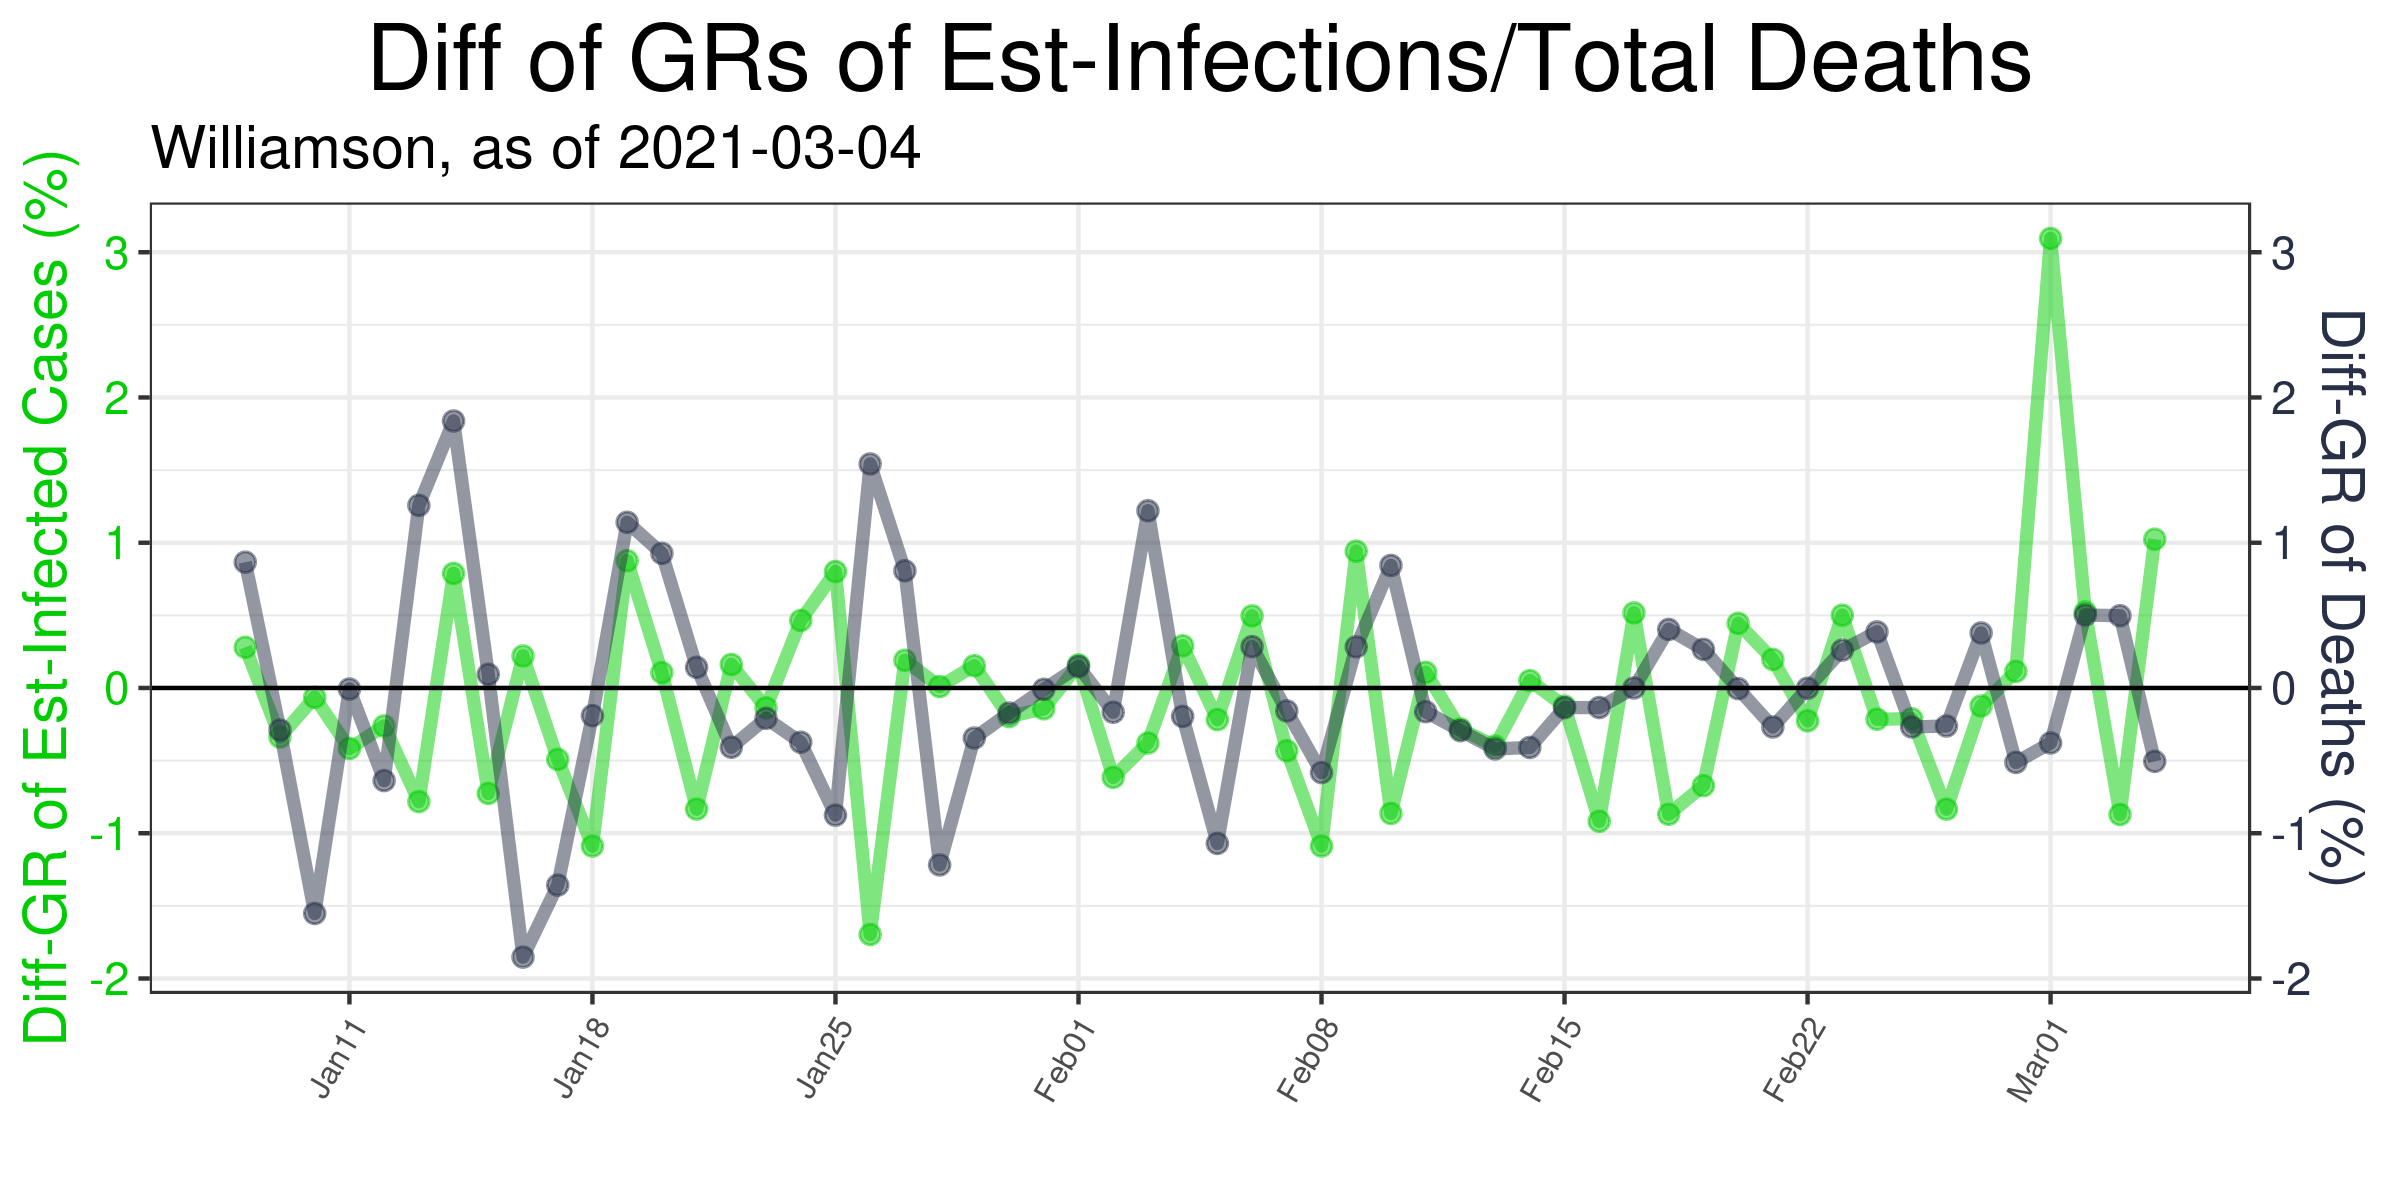 Diff of GRs of Est-Infections/Total Deaths
Williamson, as of 2021-03-04
Diff-GR of Est-Infected Cases (%)
3
2
1
0
-1
-2
3
2
1
0
-1
-2
Diff-GR of Deaths (%)
Jan11
Jan18
Jan25
Feb01
Feb08
Feb15
Feb22
Mar01